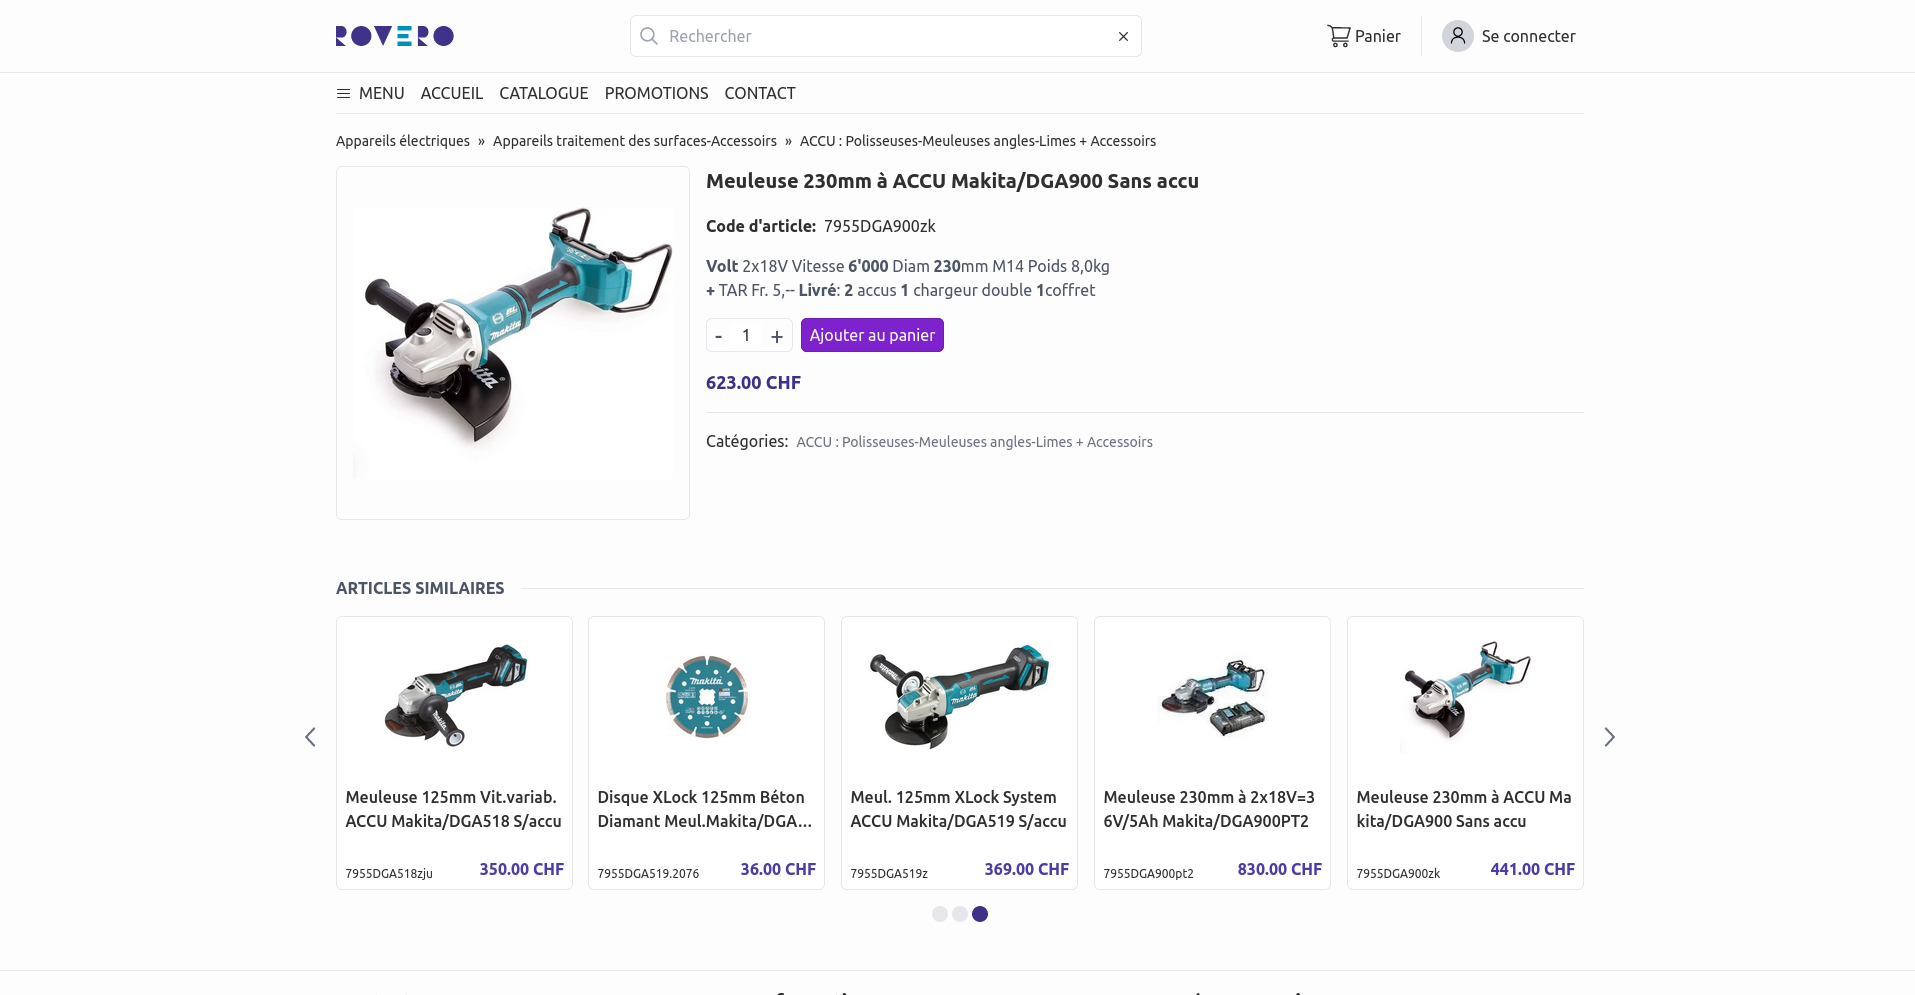 ROVERO
Rechercher
Panier
Se connecter
MENU
ACCUEIL
CATALOGUE
PROMOTIONS
CONTACT
Appareils électriques » Appareils traitement des surfaces-Accessoirs » ACCU : Polisseuses-Meuleuses angles-Limes + Accessoirs
Meuleuse 230mm à ACCU Makita/DGA900 Sans accu
Code d'article: 7955DGA900zk
Volt 2x18V Vitesse 6'000 Diam 230mm M14 Poids 8,0kg
+ TAR Fr. 5,-- Livré: 2 accus 1 chargeur double 1coffret
- 1 +
Ajouter au panier
623.00 CHF
Catégories: ACCU : Polisseuses-Meuleuses angles-Limes + Accessoirs
ARTICLES SIMILAIRES
Meuleuse 125mm Vit.variab.
ACCU Makita/DGA518 S/accu
7955DGA518zju
350.00 CHF
makita
Disque XLock 125mm Béton
Diamant Meul.Makita/DGA...
7955DGA519.2076
36.00 CHF
Meul. 125mm XLock System
ACCU Makita/DGA519 S/accu
7955DGA519z
369.00 CHF
Meuleuse 230mm à 2x18V=3
6V/5Ah Makita/DGA900PT2
7955DGA900pt2
830.00 CHF
Meuleuse 230mm à ACCU Ma
kita/DGA900 Sans accu
7955DGA900zk
441.00 CHF